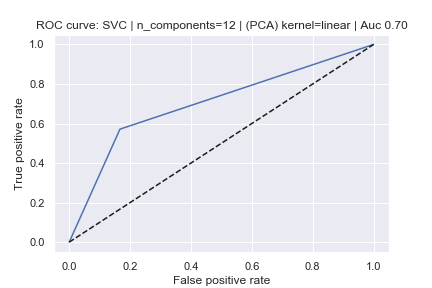 ROC curve: SVC | n_components=12 | (PCA) kernel=linear | Auc 0.70
1.0
0.8
0.6
0.4
0.2
0.0
True positive rate
0.0 0.2 0.4 0.6 0.8 1.0
False positive rate